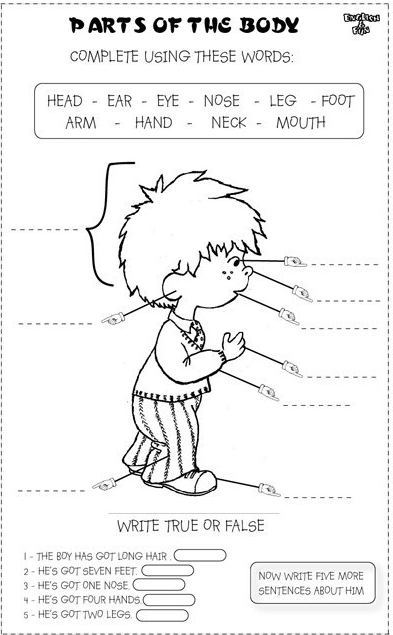 PARTS OF THE BODY
ENGLISH
&
FUN
COMPLETE USING THESE WORDS:
HEAD - EAR - EYE - NOSE - LEG - FOOT
ARM - HAND - NECK - MOUTH
WRITE TRUE OR FALSE
1 - THE BOY HAS GOT LONG HAIR .
2 - HE'S GOT SEVEN FEET.
3 - HE'S GOT ONE NOSE.
4 - HE'S GOT FOUR HANDS.
5 - HE'S GOT TWO LEGS.
NOW WRITE FIVE MORE
SENTENCES ABOUT HIM